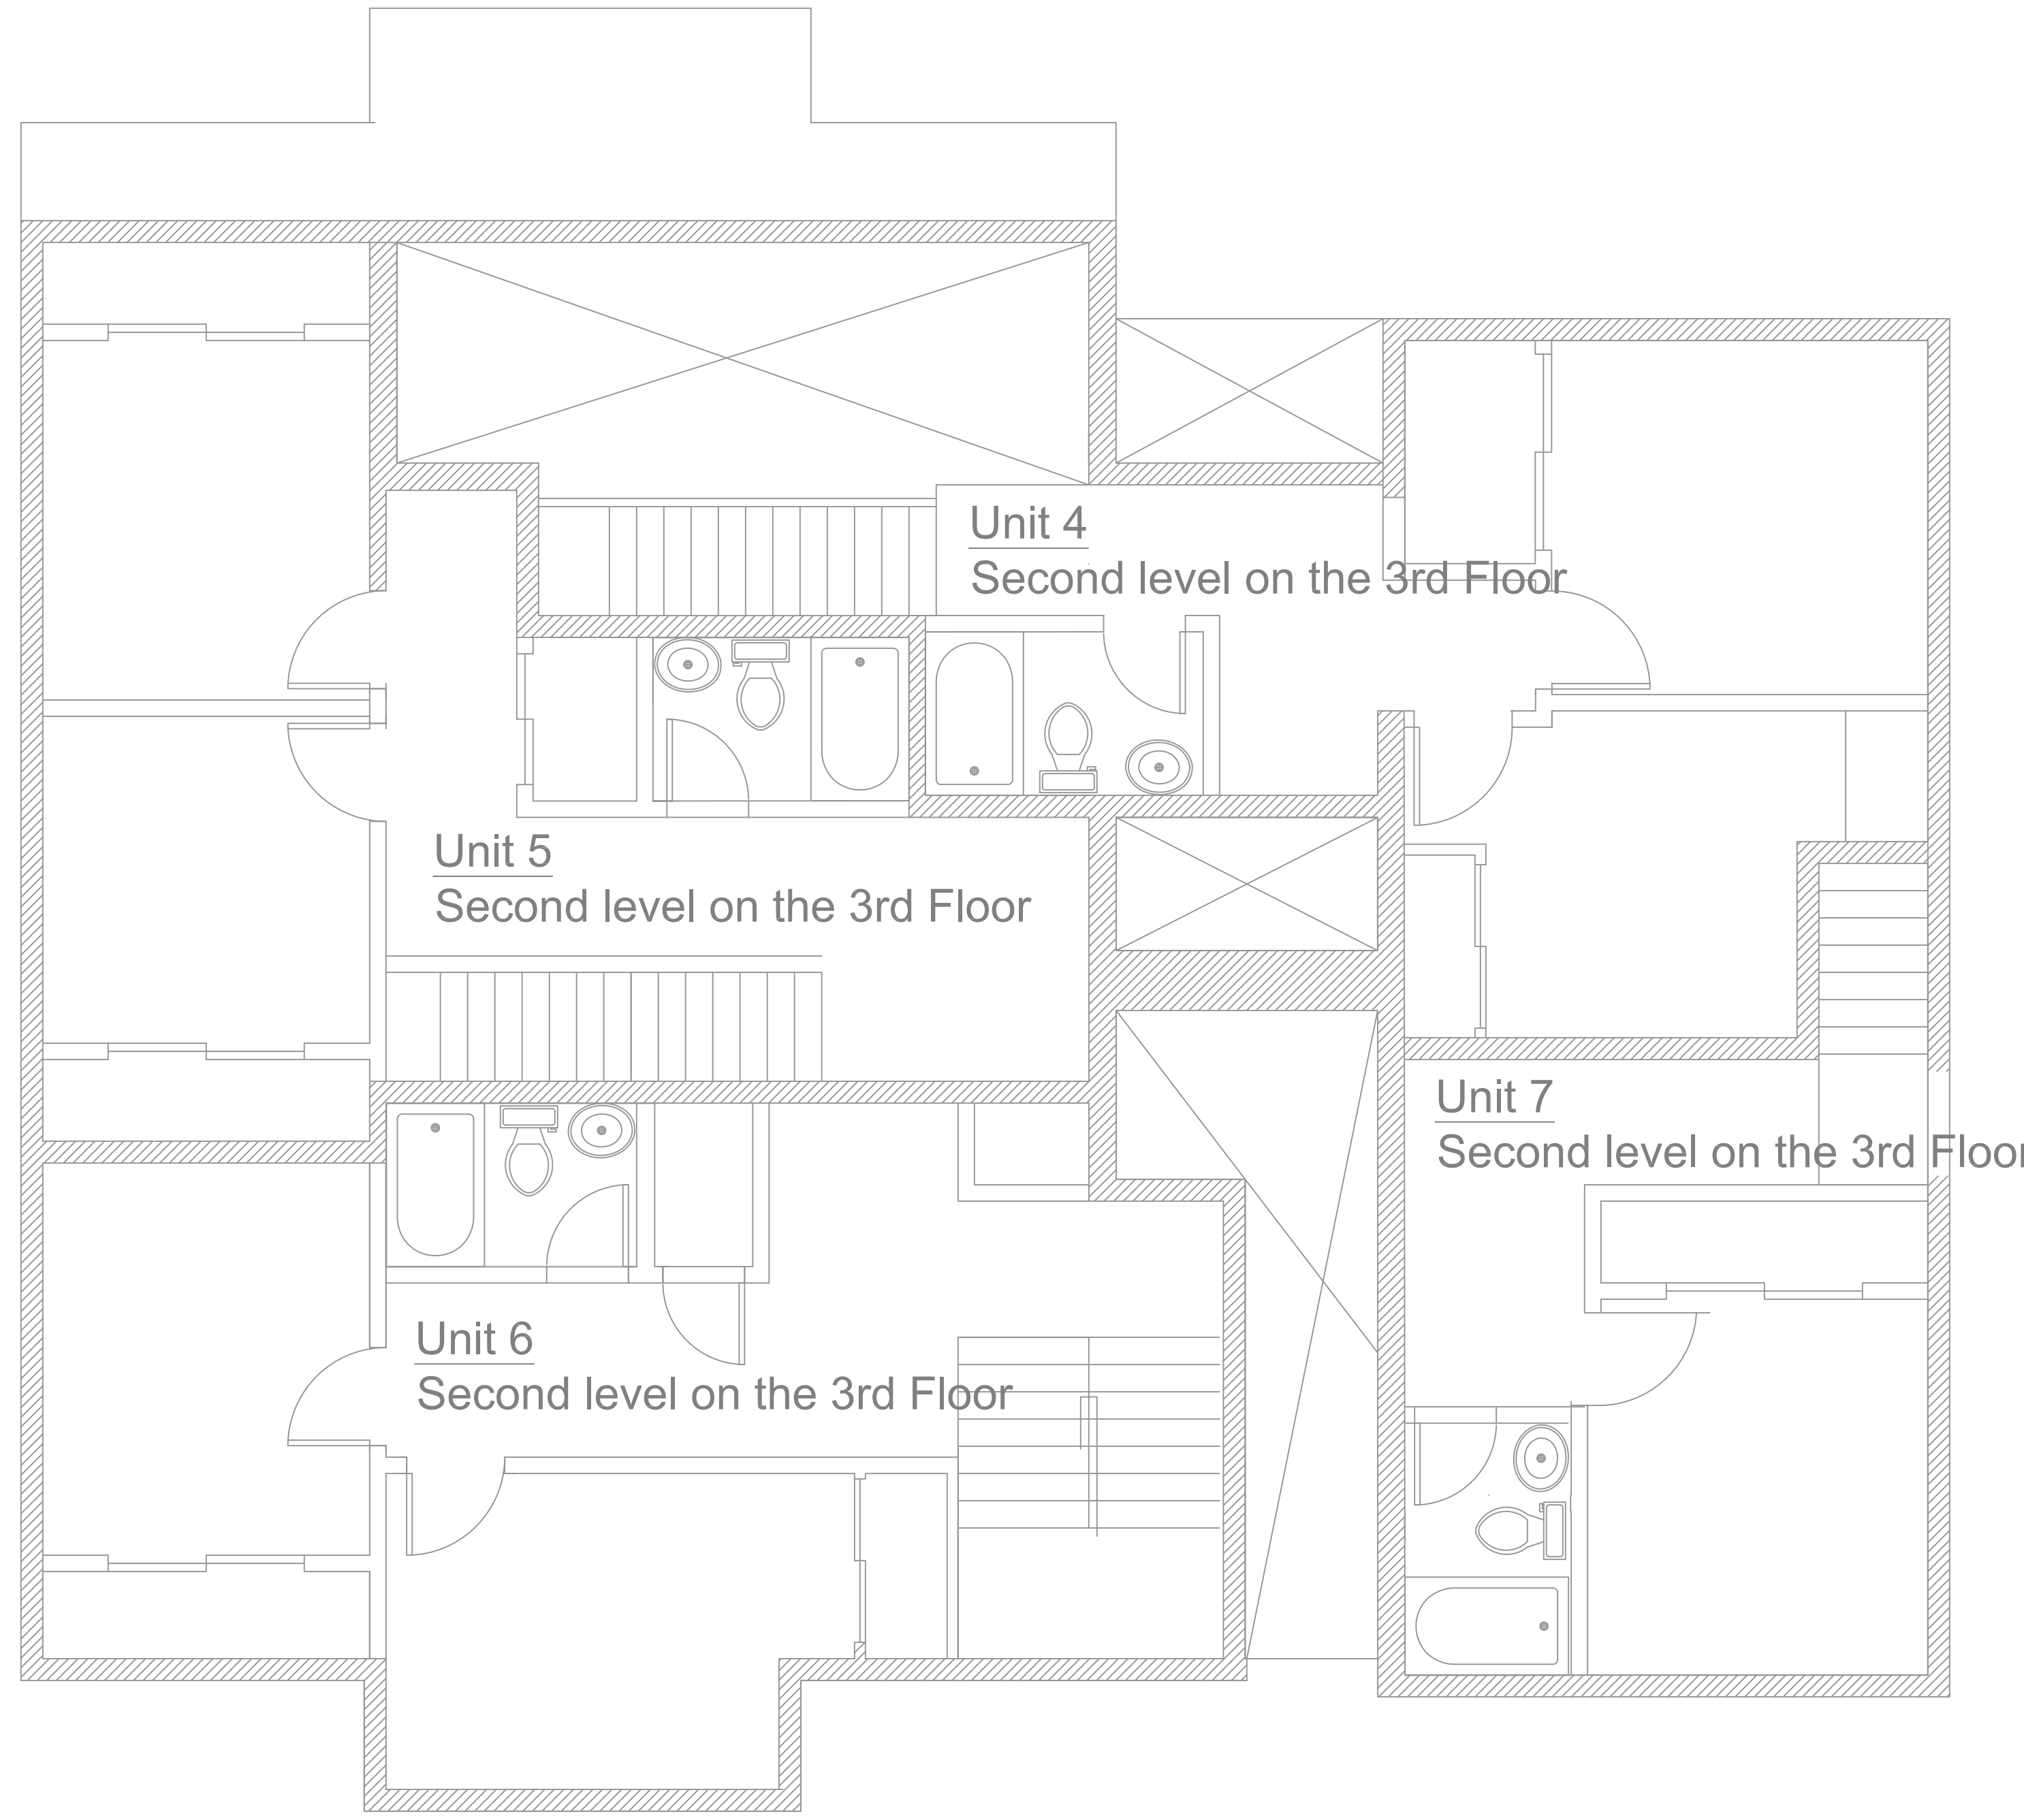 Unit 4
Second level on the 3rd Floor
Unit 5
Second level on the 3rd Floor
Unit 7
Second level on the 3rd Floor
Unit 6
Second level on the 3rd Floor